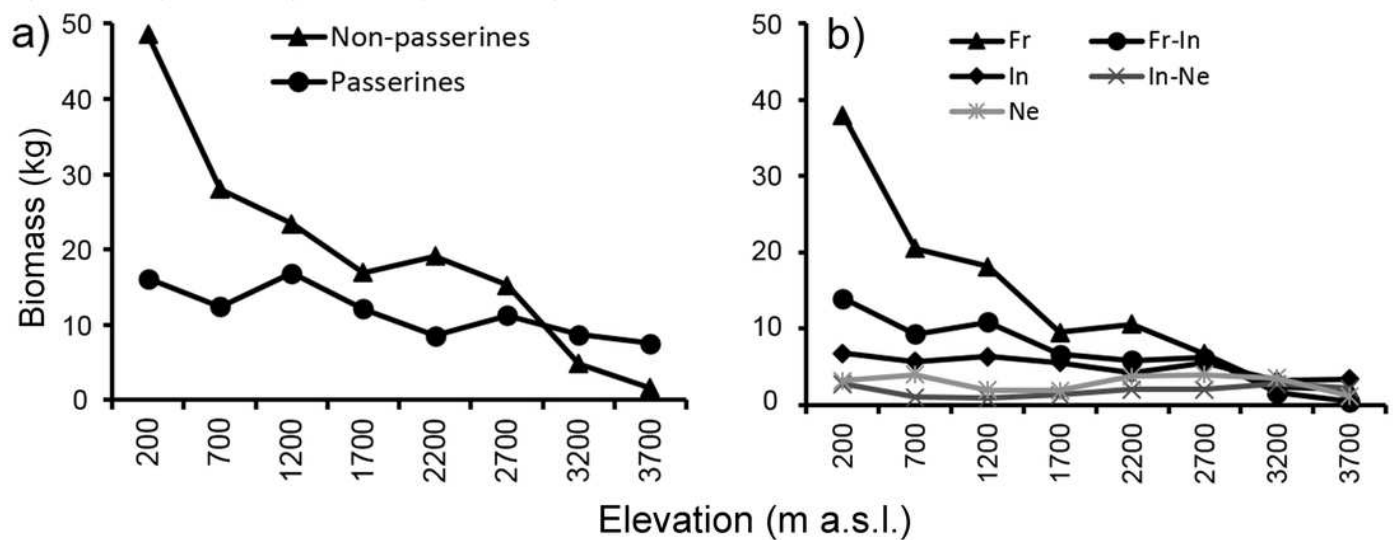 a)
Non-passerines
Passerines
50
40
30
20
10
0
Biomass (kg)
200 700 1200 1700 2200 2700 3200 3700
b)
Fr Fr-In
In In-Ne
Ne
50
40
30
20
10
0
200 700 1200 1700 2200 2700 3200 3700
Elevation (m a.s.l.)